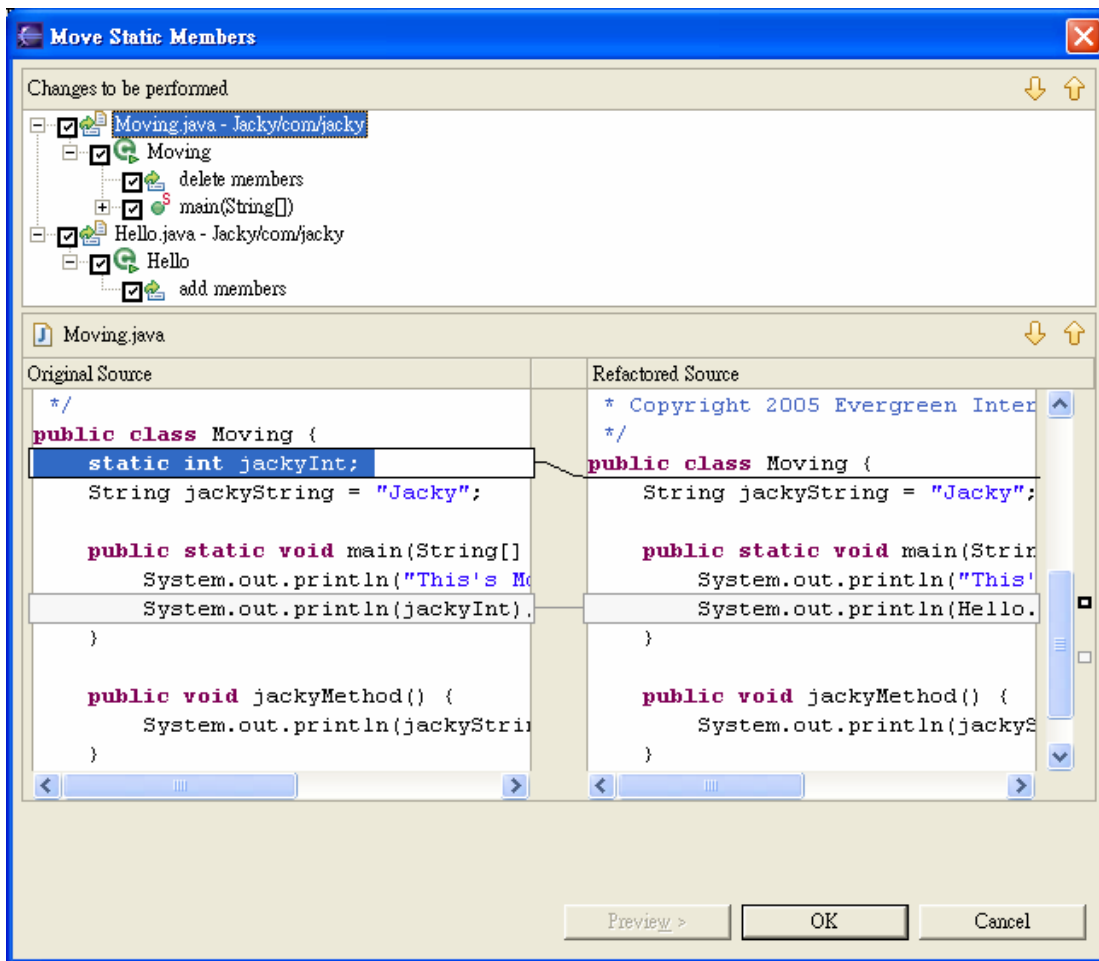 Move Static Members
Changes to be performed
Moving.java - Jacky/com/jacky
Moving
delete members
S main(String[])
Hello.java - Jacky/com/jacky
Hello
add members
J Moving.java
Original Source
*/
public class Moving {
static int jackyInt;
String jackyString = "Jacky";
public static void main(String[]
System.out.println("This's
System.out.println(jackyInt).
}
public void jackyMethod() {
System.out.println(jackyStri
}
Refactored Source
* Copyright 2005 Evergreen Inter
*/
public class Moving {
String jackyString = "Jacky";
public static void main(Strin
System.out.println("This'
System.out.println(Hello.
}
public void jackyMethod() {
System.out.println(jackyS
}
Preview >
OK
Cancel